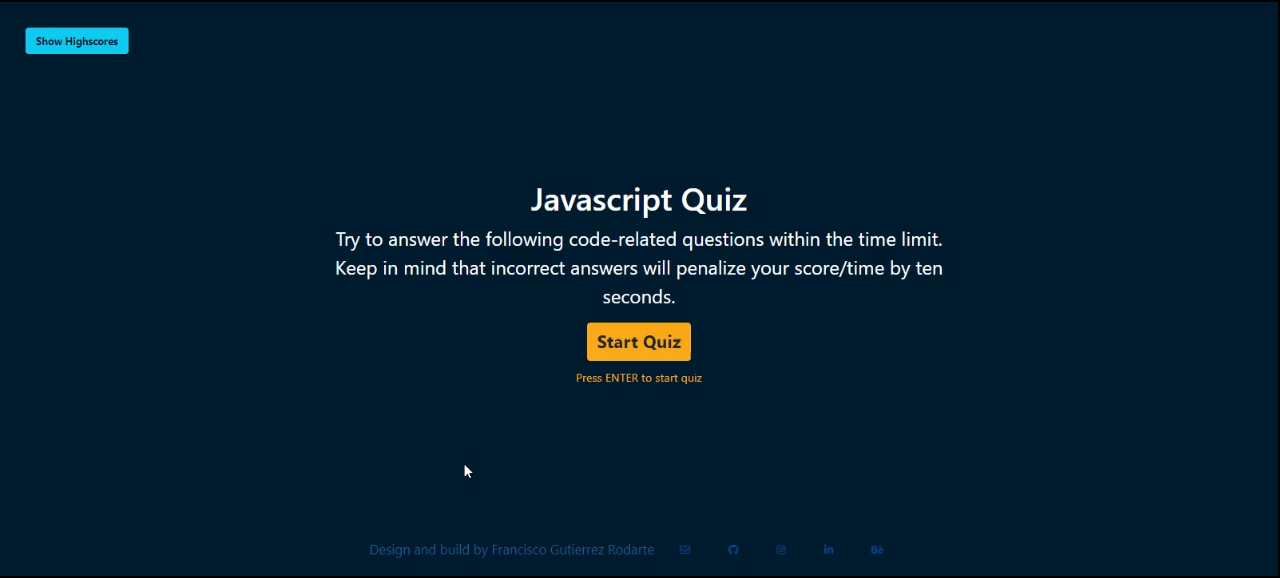 Show Highscores
Javascript Quiz
Try to answer the following code-related questions within the time limit.
Keep in mind that incorrect answers will penalize your score/time by ten
seconds.
Start Quiz
Press ENTER to start quiz
Design and build by Francisco Gutierrez Rodarte